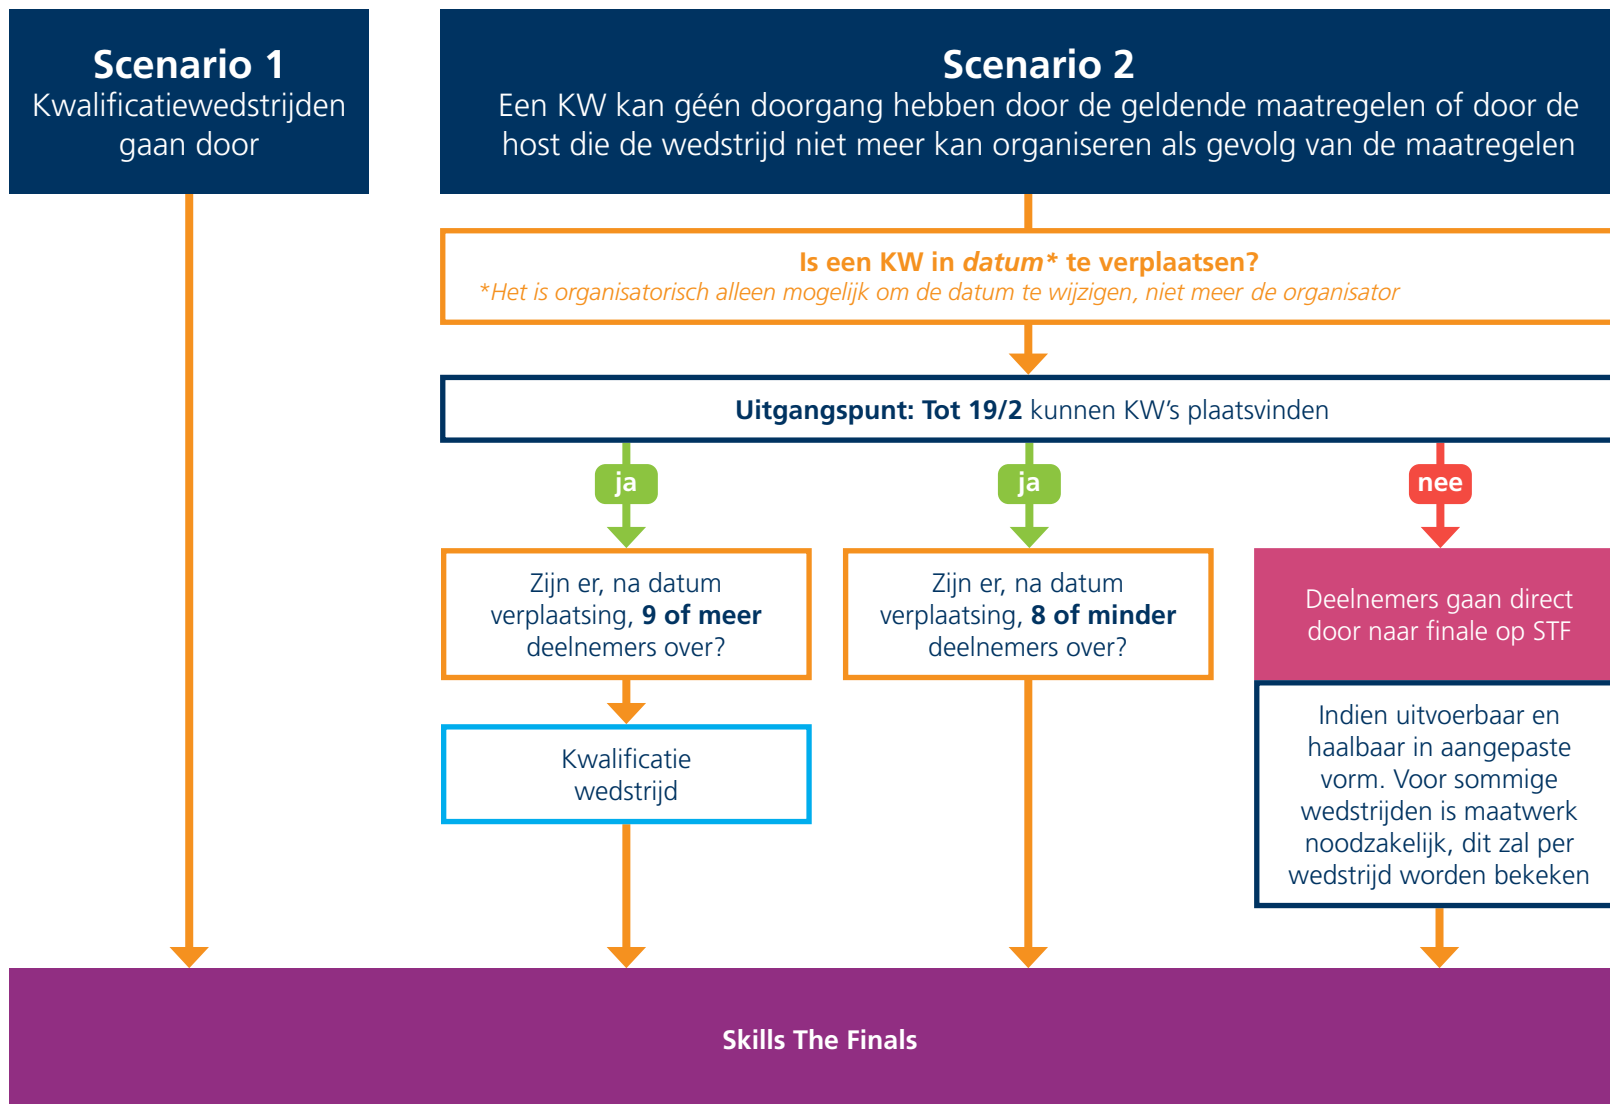 Scenario 1
Kwalificatiewedstrijden
gaan door
Scenario 2
Een KW kan géén doorgang hebben door de geldende maatregelen of door de
host die de wedstrijd niet meer kan organiseren als gevolg van de maatregelen
Is een KW in datum* te verplaatsen?
*Het is organisatorisch alleen mogelijk om de datum te wijzigen, niet meer de organisator
Uitgangspunt: Tot 19/2 kunnen KW's plaatsvinden
ja
ja
nee
Zijn er, na datum
verplaatsing, 9 of meer
deelnemers over?
Zijn er, na datum
verplaatsing, 8 of minder
deelnemers over?
Deelnemers gaan direct
door naar finale op STF
Kwalificatie
wedstrijd
Indien uitvoerbaar en
haalbaar in aangepaste
vorm. Voor sommige
wedstrijden is maatwerk
noodzakelijk, dit zal per
wedstrijd worden bekeken
Skills The Finals